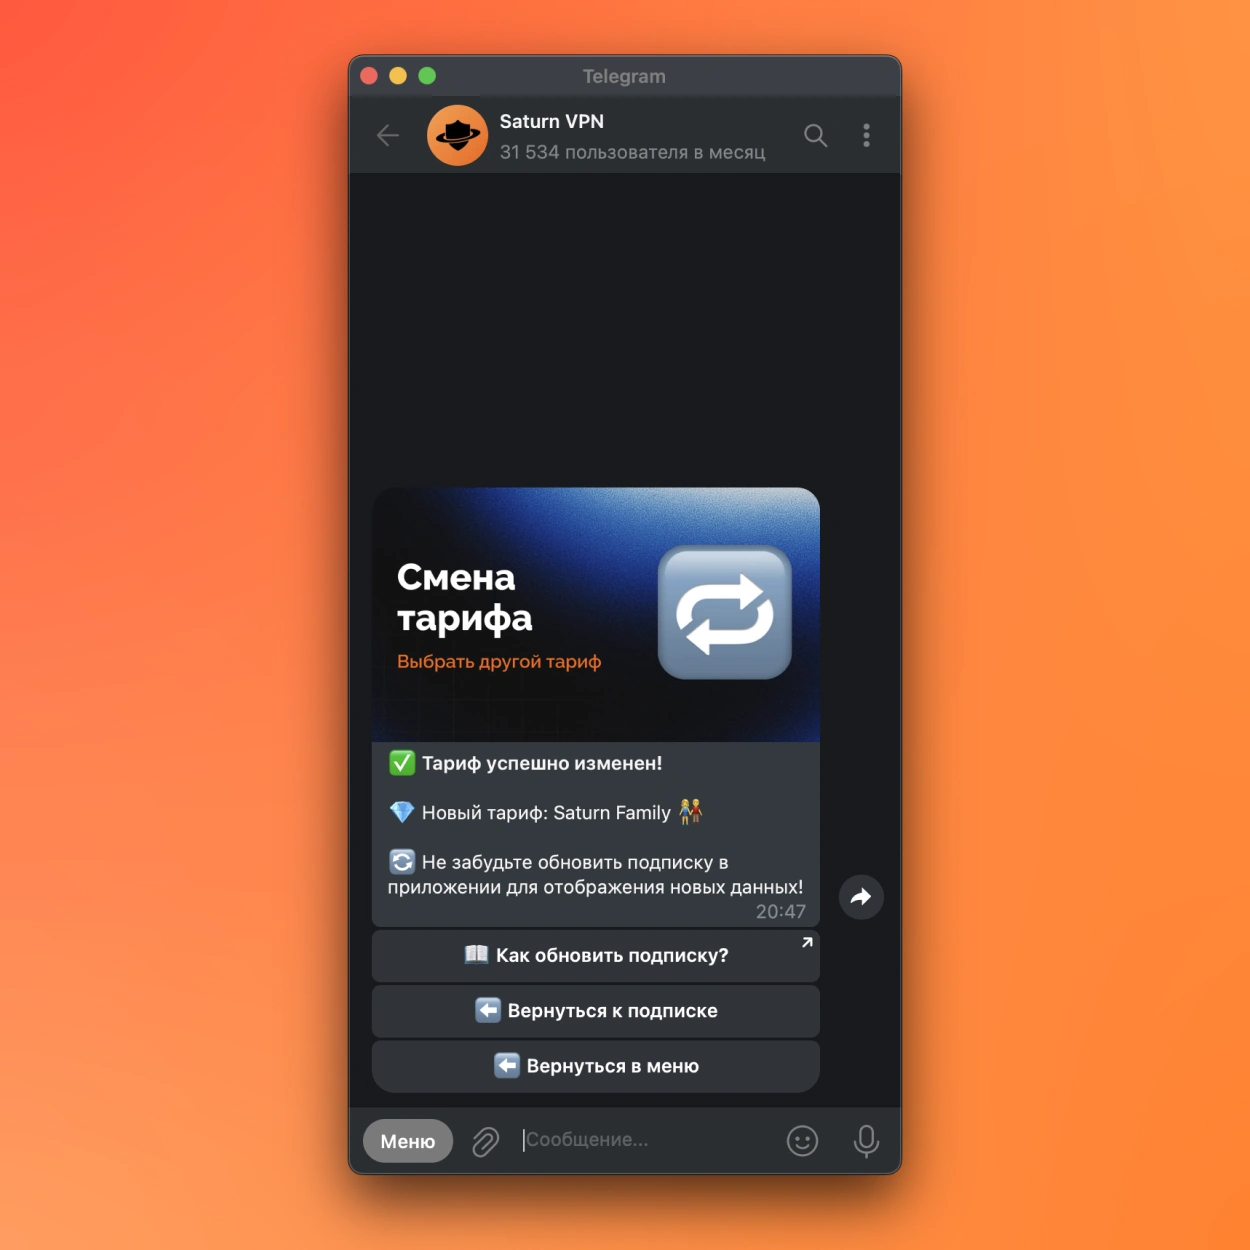 Telegram
Saturn VPN
31 534 пользователя в месяц
Смена
тарифа
Выбрать другой тариф
✅ Тариф успешно изменен!
💎 Новый тариф: Saturn Family 👭
🔄 Не забудьте обновить подписку в
приложении для отображения новых данных!
20:47
📖 Как обновить подписку?
⬅️ Вернуться к подписке
⬅️ Вернуться в меню
Меню
Сообщение...